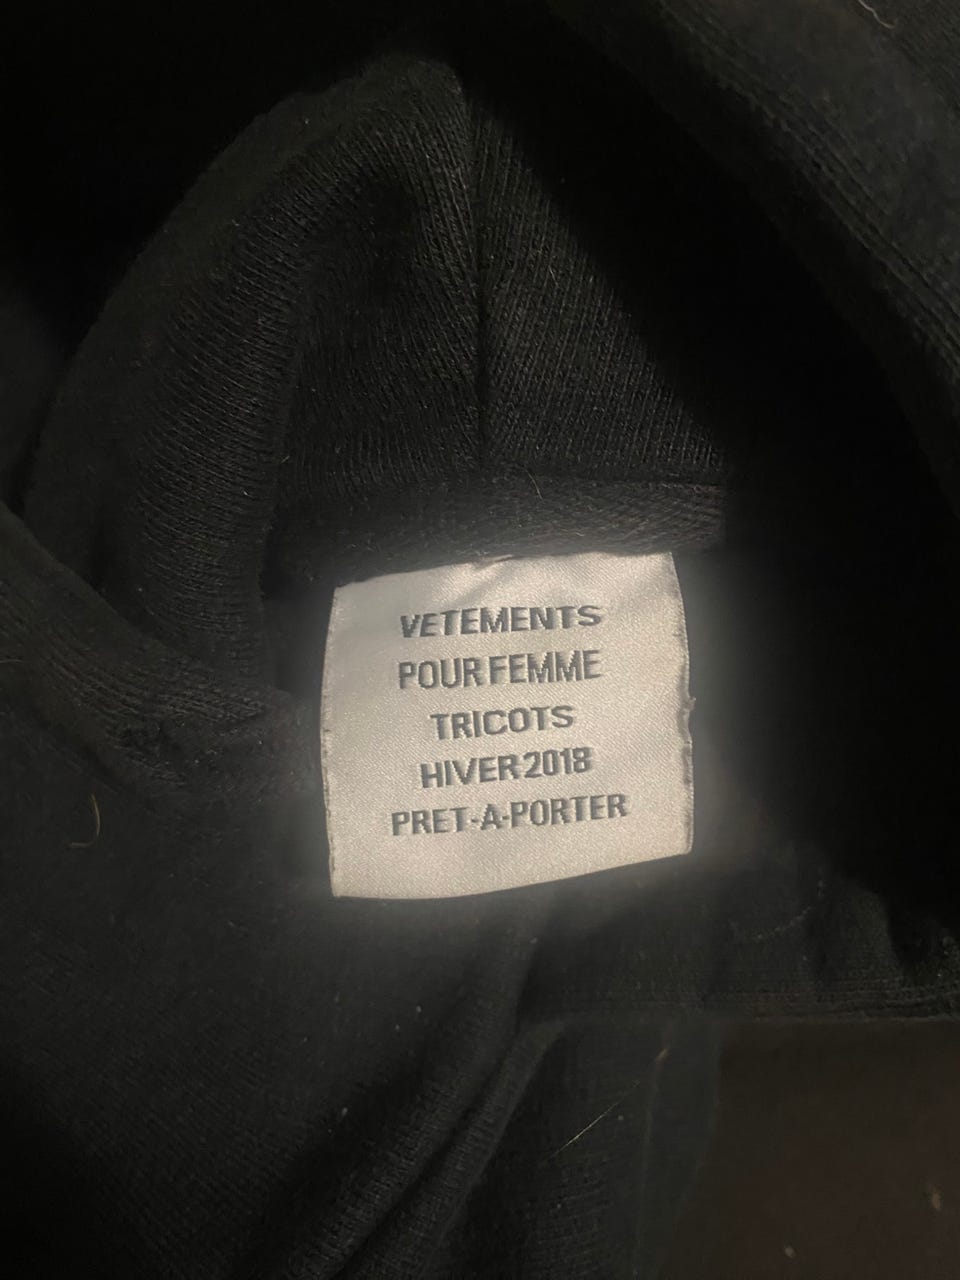 VETEMENTS
POUR FEMME
TRICOTS
HIVER 2018
PRET-A-PORTER